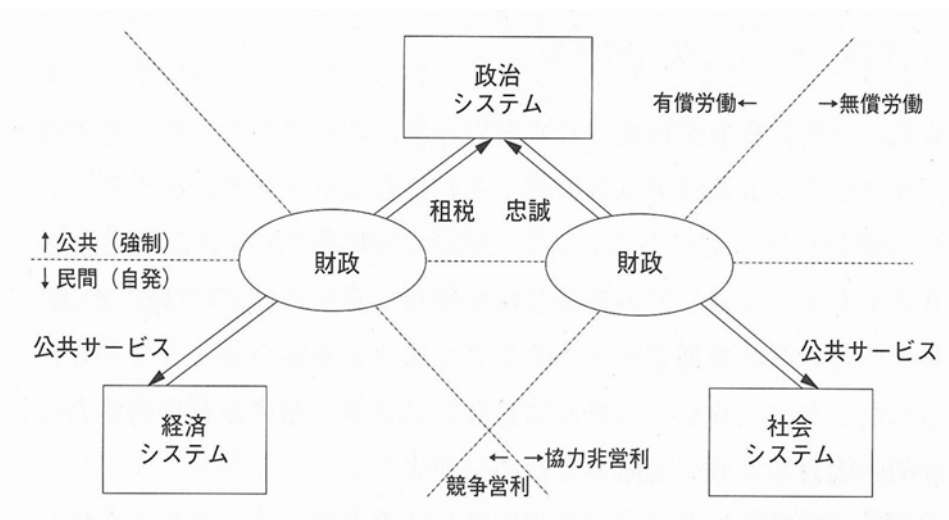 政治
システム
有償労働←
→無償労働
租税
忠誠
↑公共(強制)
↓民間(自発)
財政
財政
公共サービス
公共サービス
経済
システム
社会
システム
← →協力非営利
競争営利